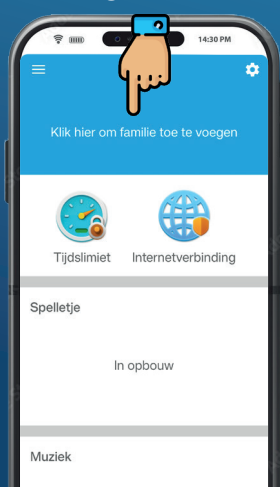 14:30 PM
Klik hier om familie toe te voegen
Tijdslimiet Internetverbinding
Spelletje
In opbouw
Muziek